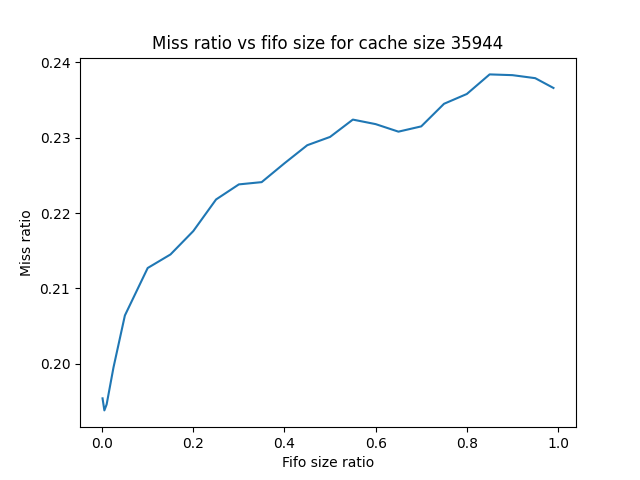 Miss ratio vs fifo size for cache size 35944
0.24
0.23
0.22
0.21
0.20
Miss ratio
0.0 0.2 0.4 0.6 0.8 1.0
Fifo size ratio